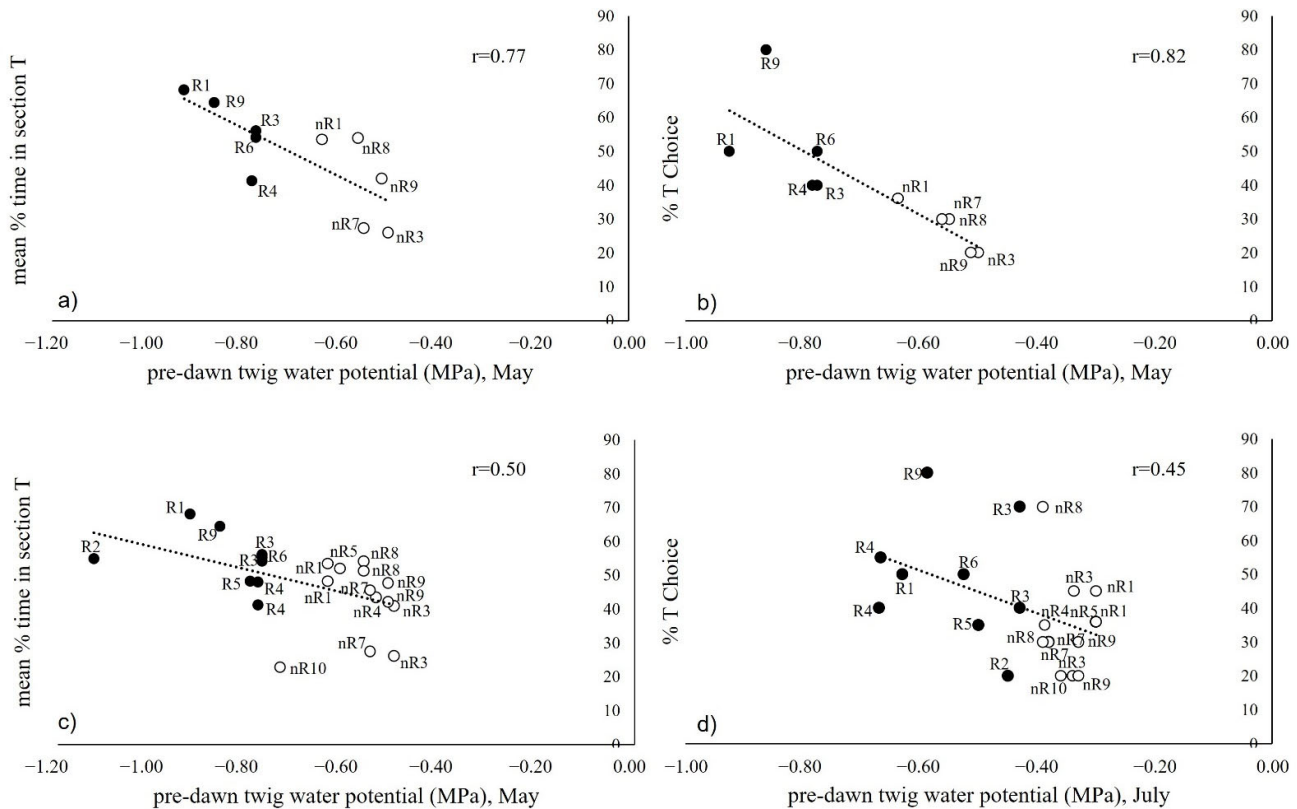 r=0.77
90
80
70
60
50
40
30
20
10
0
R1
R9
R3
R6
R4
nR1
nR8
nR9
nR7
nR3
mean % time in section T
a)
−1.20
−1.00
−0.80
−0.60
−0.40
−0.20
0.00
pre-dawn twig water potential (MPa), May
r=0.82
90
80
70
60
50
40
30
20
10
0
R9
R1
R6
R4
R3
nR1
nR7
nR8
nR9
nR3
% T Choice
b)
−1.00
−0.80
−0.60
−0.40
−0.20
0.00
pre-dawn twig water potential (MPa), May
r=0.50
90
80
70
60
50
40
30
20
10
0
R1
R9
R2
R3
R3
R6
R5
R4
R4
nR5
nR8
nR1
nR8
nR7
nR9
nR1
nR9
nR4
nR3
nR7
nR3
nR10
mean % time in section T
c)
−1.20
−1.00
−0.80
−0.60
−0.40
−0.20
0.00
pre-dawn twig water potential (MPa), May
r=0.45
90
80
70
60
50
40
30
20
10
0
R9
R3
nR8
R4
R1
R6
R4
R3
R5
R2
nR3
nR1
nR4
nR5
nR1
nR8
nR7
nR9
nR7
nR3
nR10
nR9
% T Choice
d)
−1.00
−0.80
−0.60
−0.40
−0.20
0.00
pre-dawn twig water potential (MPa), July